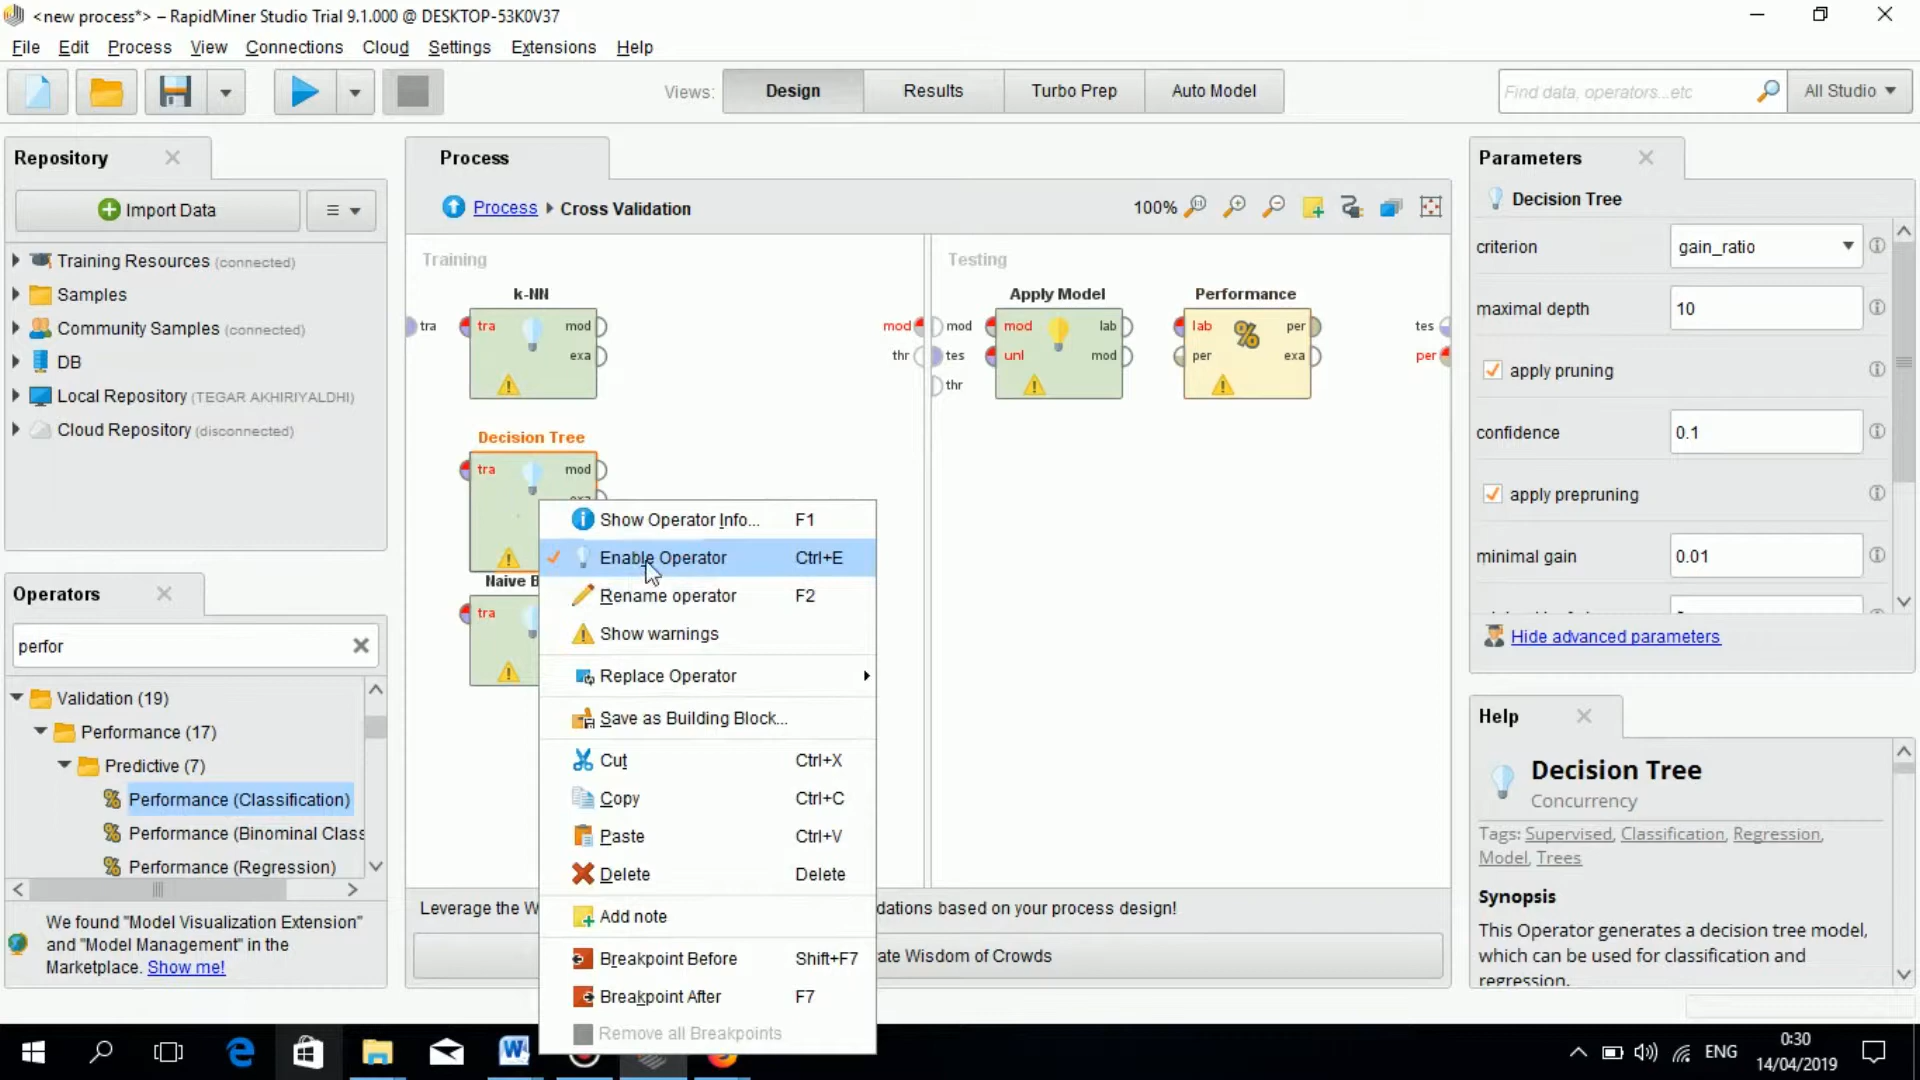 <new process*> – RapidMiner Studio Trial 9.1.000 @ DESKTOP-53K0V37
File Edit Process View Connections Cloud Settings Extensions Help
Views: Design Results Turbo Prep Auto Model
Find data, operators...etc All Studio
Repository
Import Data
Training Resources (connected)
Samples
Community Samples (connected)
DB
Local Repository (TEGAR AKHIRIYALDHI)
Cloud Repository (disconnected)
Operators
perfor
Validation (19)
Performance (17)
Predictive (7)
Performance (Classification)
Performance (Binominal Class
Performance (Regression)
We found "Model Visualization Extension"
and "Model Management" in the
Marketplace. Show me!
Process
Process Cross Validation
100%
Training
k-NN
tra tra mod
exa
mod
thr
Decision Tree
tra mod
Naive B
tra
Testing
Apply Model Performance
mod mod lab lab per tes
tes unl mod per exa per
thr
Show Operator Info... F1
Enable Operator Ctrl+E
Rename operator F2
Show warnings
Replace Operator
Save as Building Block...
Cut Ctrl+X
Copy Ctrl+C
Paste Ctrl+V
Delete Delete
Add note
Breakpoint Before Shift+F7
Breakpoint After F7
Remove all Breakpoints
Leverage the W dations based on your process design!
ate Wisdom of Crowds
Parameters
Decision Tree
criterion gain_ratio
maximal depth 10
apply pruning
confidence 0.1
apply prepruning
minimal gain 0.01
Hide advanced parameters
Help
Decision Tree
Concurrency
Tags: Supervised, Classification, Regression,
Model, Trees
Synopsis
This Operator generates a decision tree model,
which can be used for classification and
regression.
ENG
0:30
14/04/2019